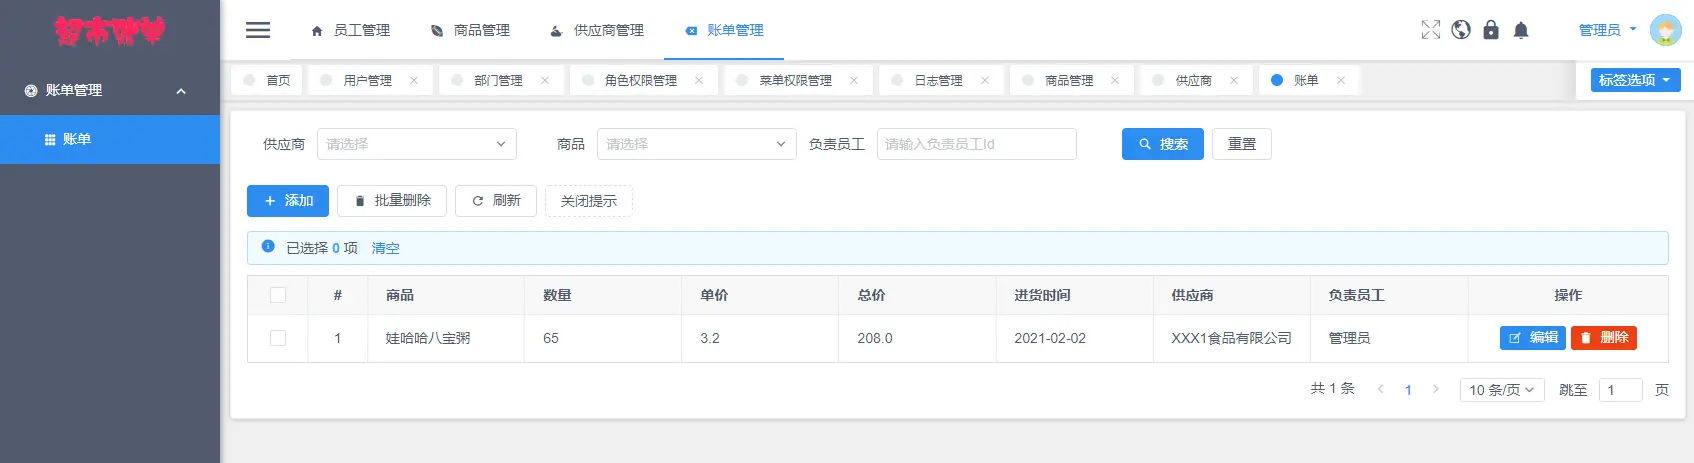 超市账单
员工管理 商品管理 供应商管理 账单管理 管理员
首页 用户管理 部门管理 角色权限管理 菜单权限管理 日志管理 商品管理 供应商 账单 标签选项
账单管理
账单
供应商 请选择 商品 请选择 负责员工 请输入负责员工Id 搜索 重置
添加 批量删除 刷新 关闭提示
已选择 0 项 清空
# 商品 数量 单价 总价 进货时间 供应商 负责员工 操作
1 娃哈哈八宝粥 65 3.2 208.0 2021-02-02 XXX1食品有限公司 管理员 编辑 删除
共 1 条 1 10 条/页 跳至 1 页